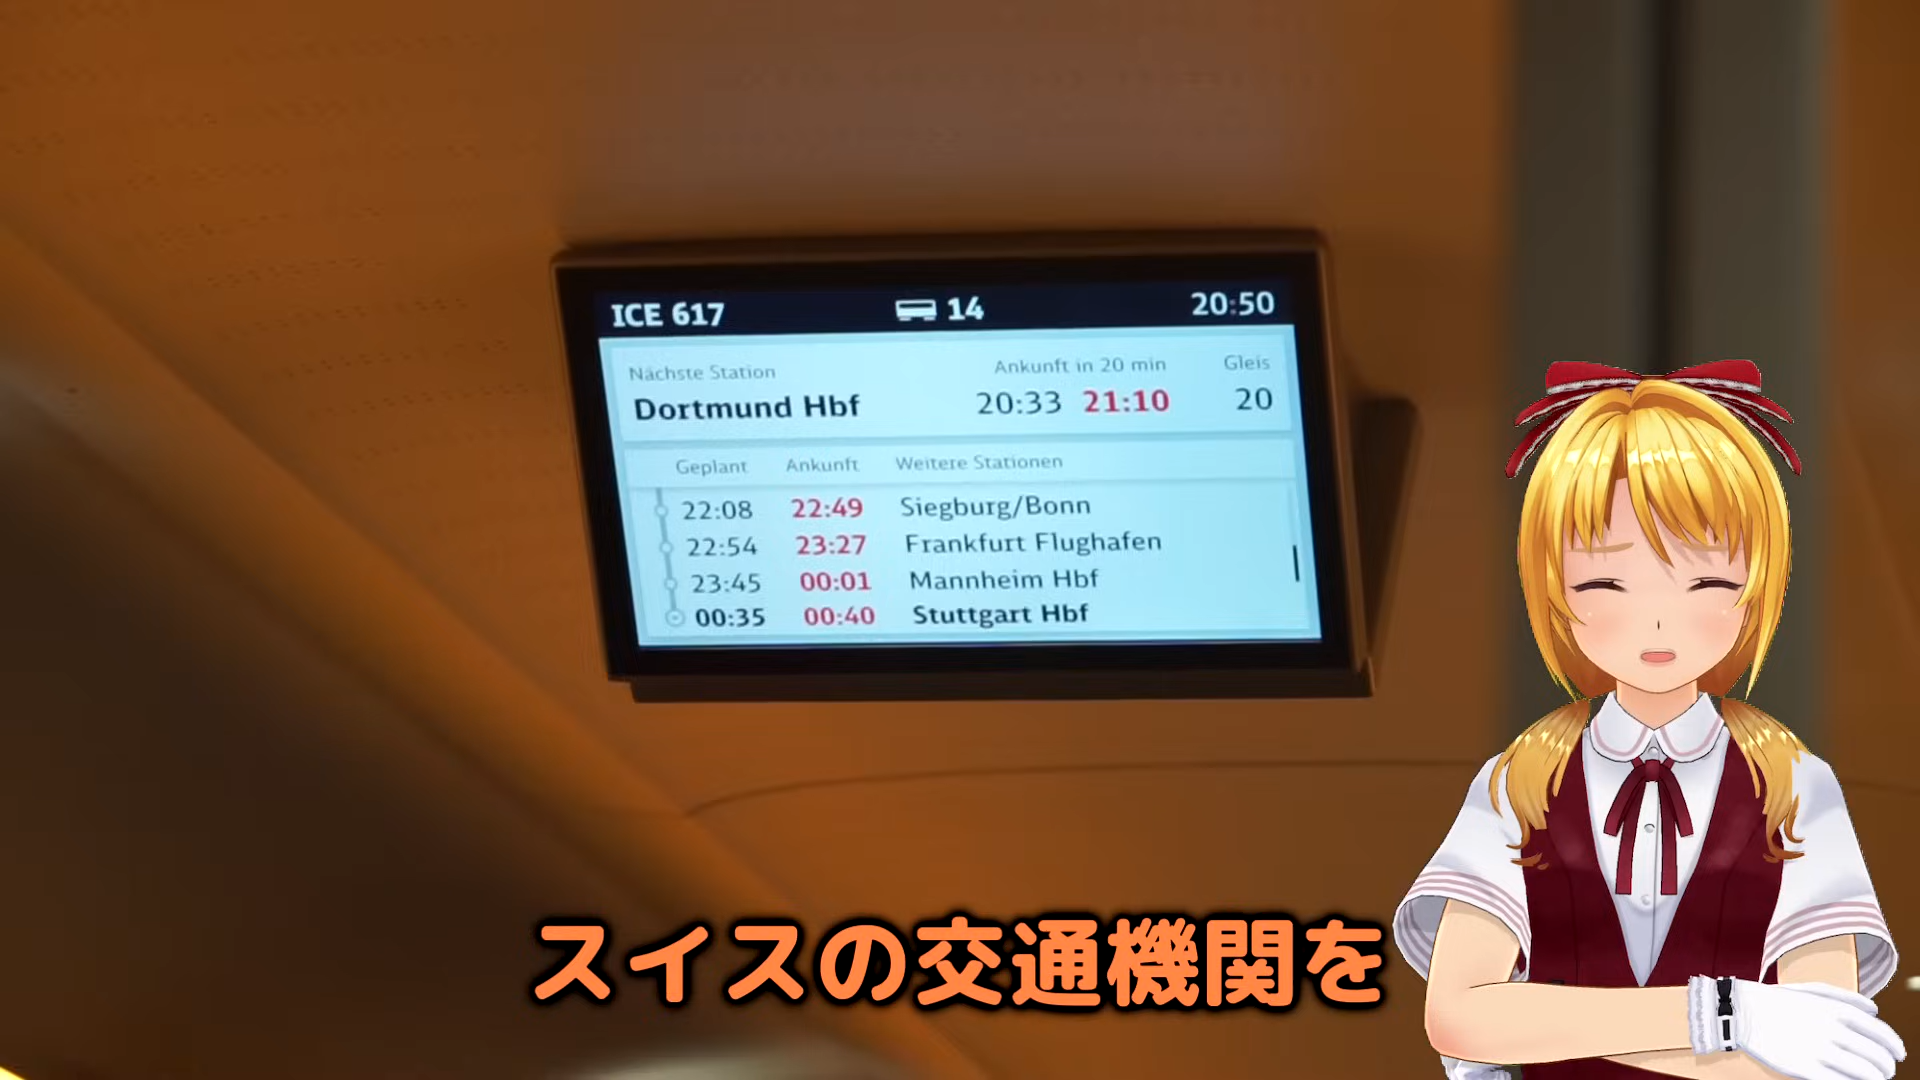 ICE 617 14 20:50
Nächste Station Ankunft in 20 min Gleis
Dortmund Hbf 20:33 21:10 20
Geplant Ankunft Weitere Stationen
22:08 22:49 Siegburg/Bonn
22:54 23:27 Frankfurt Flughafen
23:45 00:01 Mannheim Hbf
00:35 00:40 Stuttgart Hbf
スイスの交通機関を